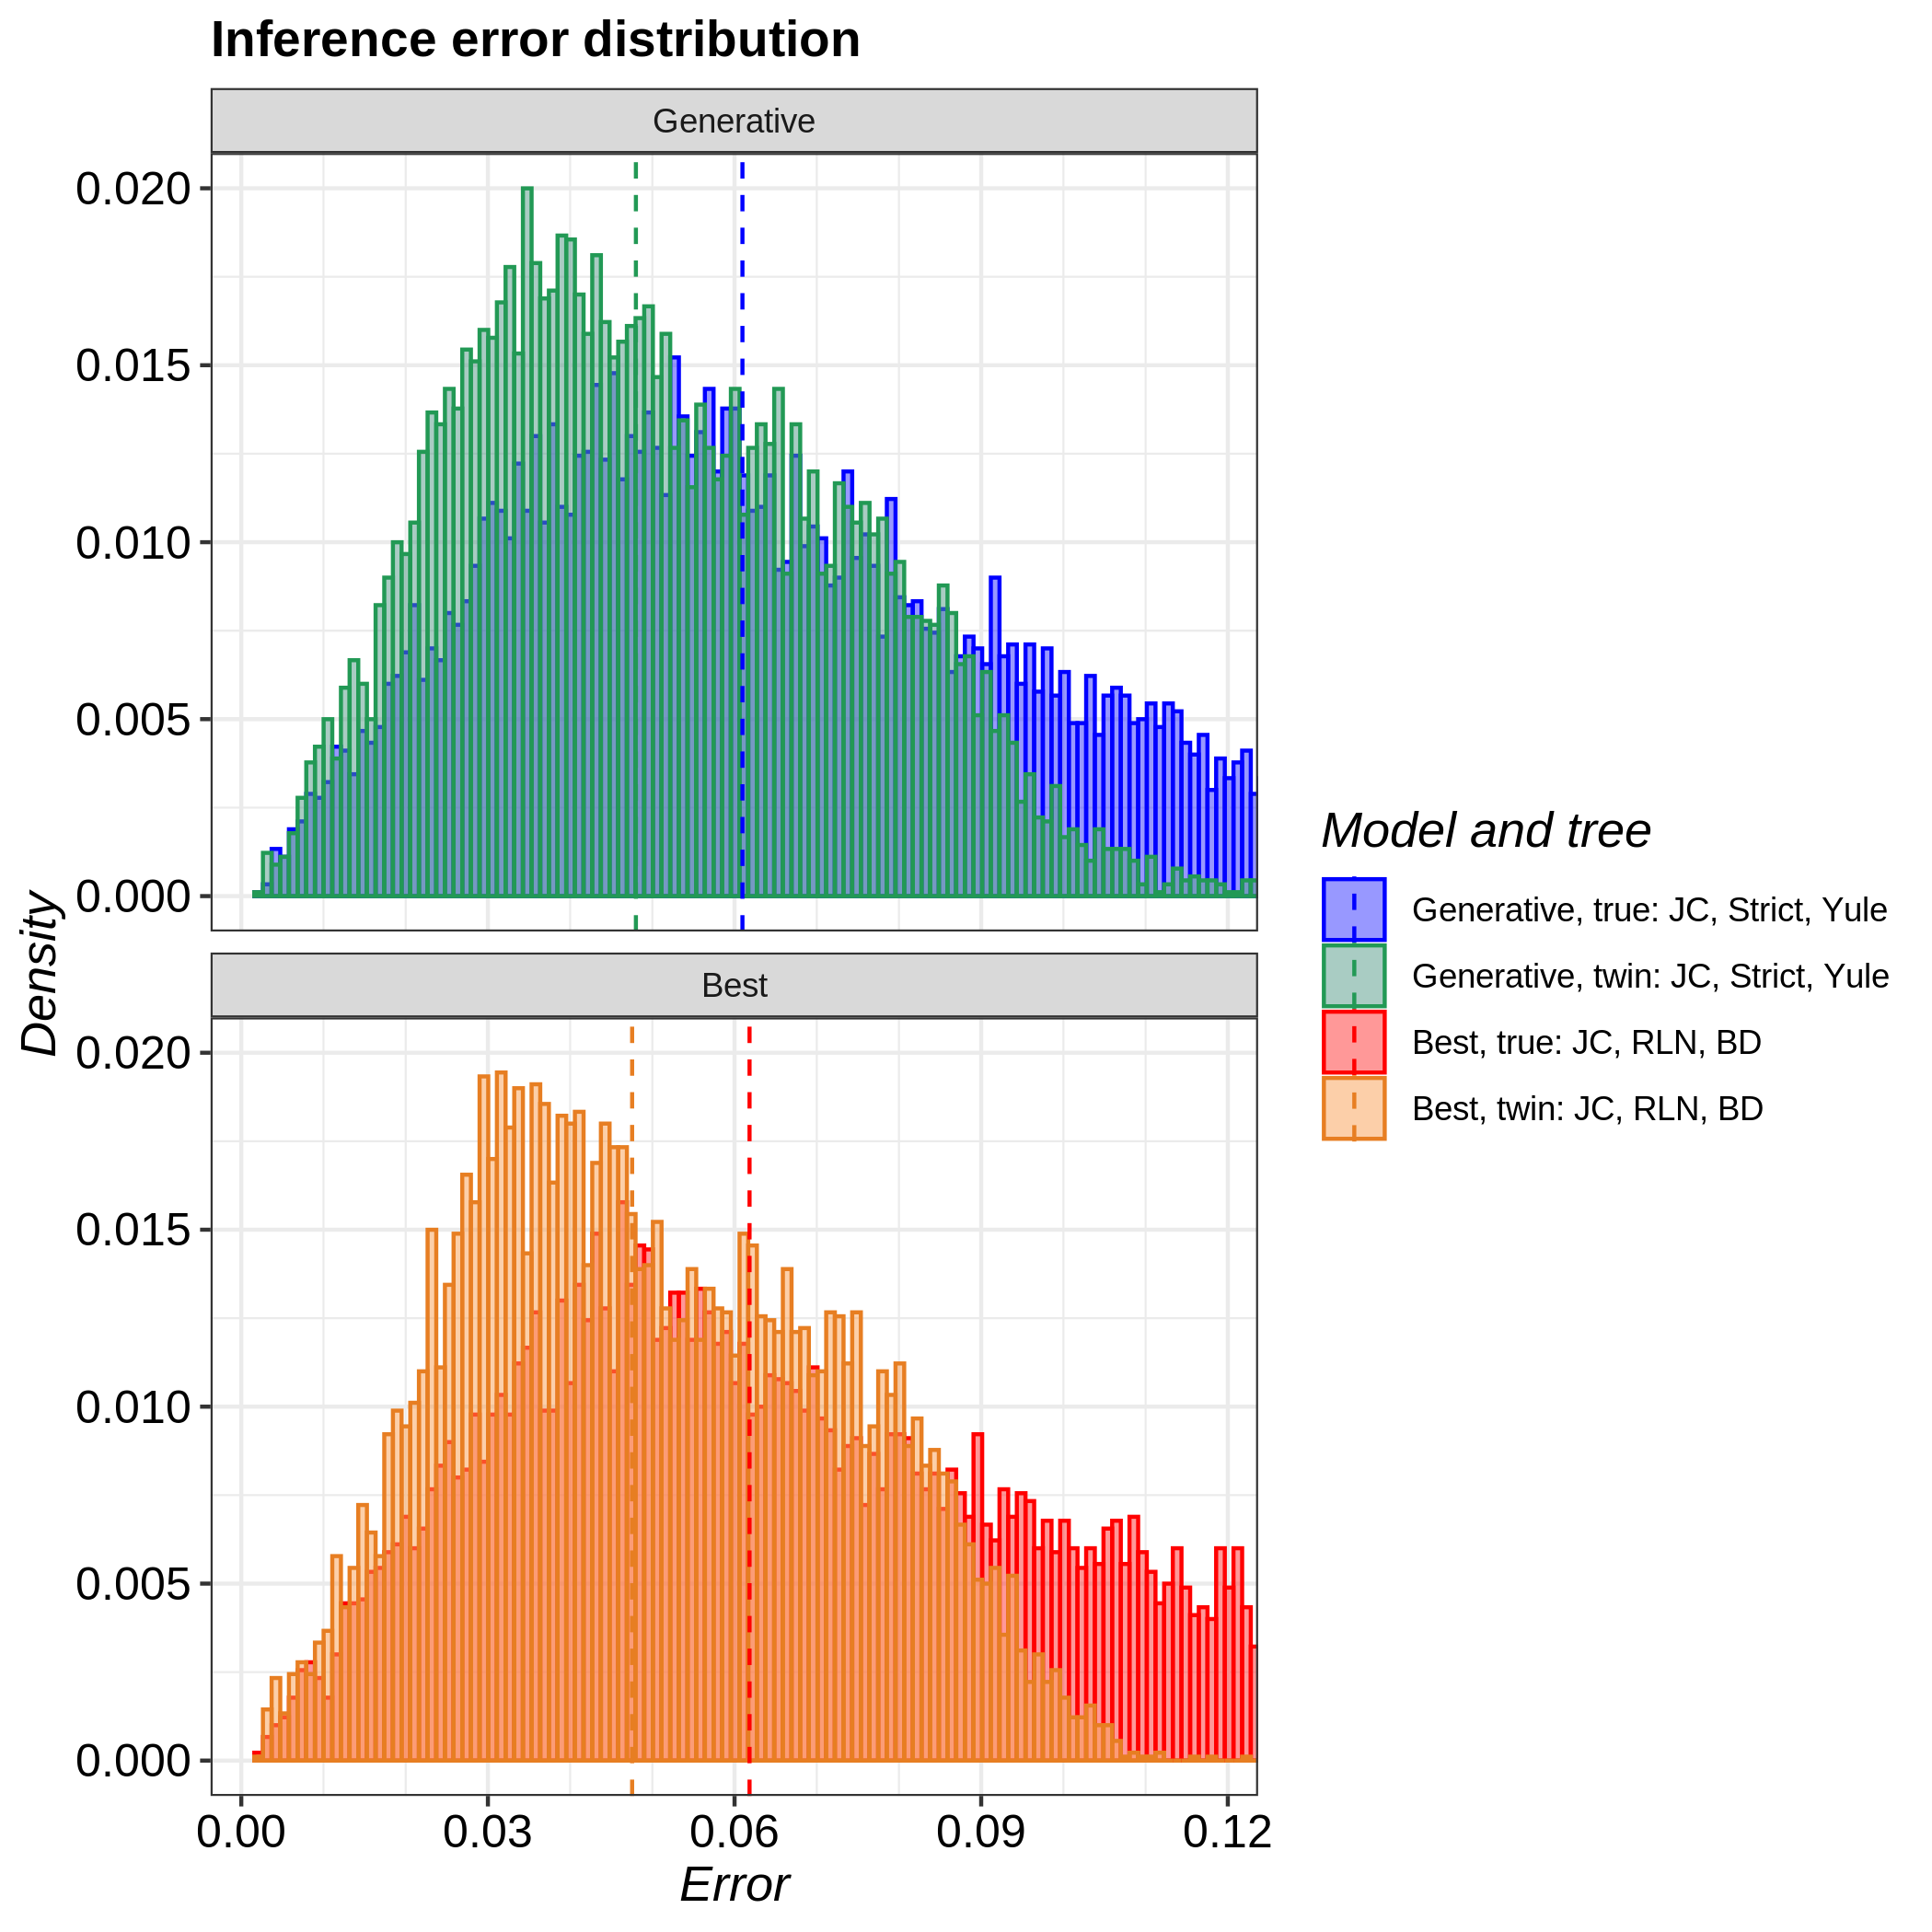 Inference error distribution
Generative
0.020
0.015
0.010
0.005
0.000
Best
0.020
0.015
0.010
0.005
0.000
0.00 0.03 0.06 0.09 0.12
Error
Density
Model and tree
Generative, true: JC, Strict, Yule
Generative, twin: JC, Strict, Yule
Best, true: JC, RLN, BD
Best, twin: JC, RLN, BD